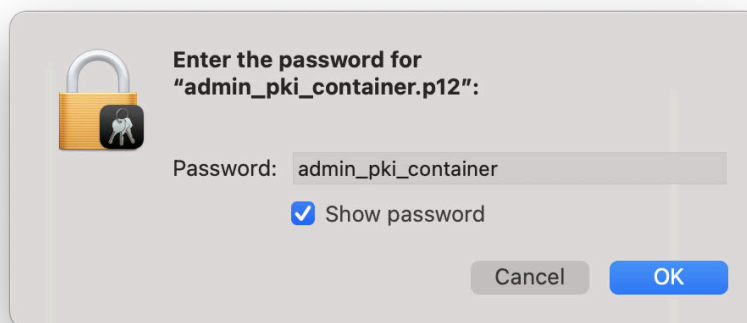 Enter the password for
“admin_pki_container.p12”:
Password: admin_pki_container
Show password
Cancel OK